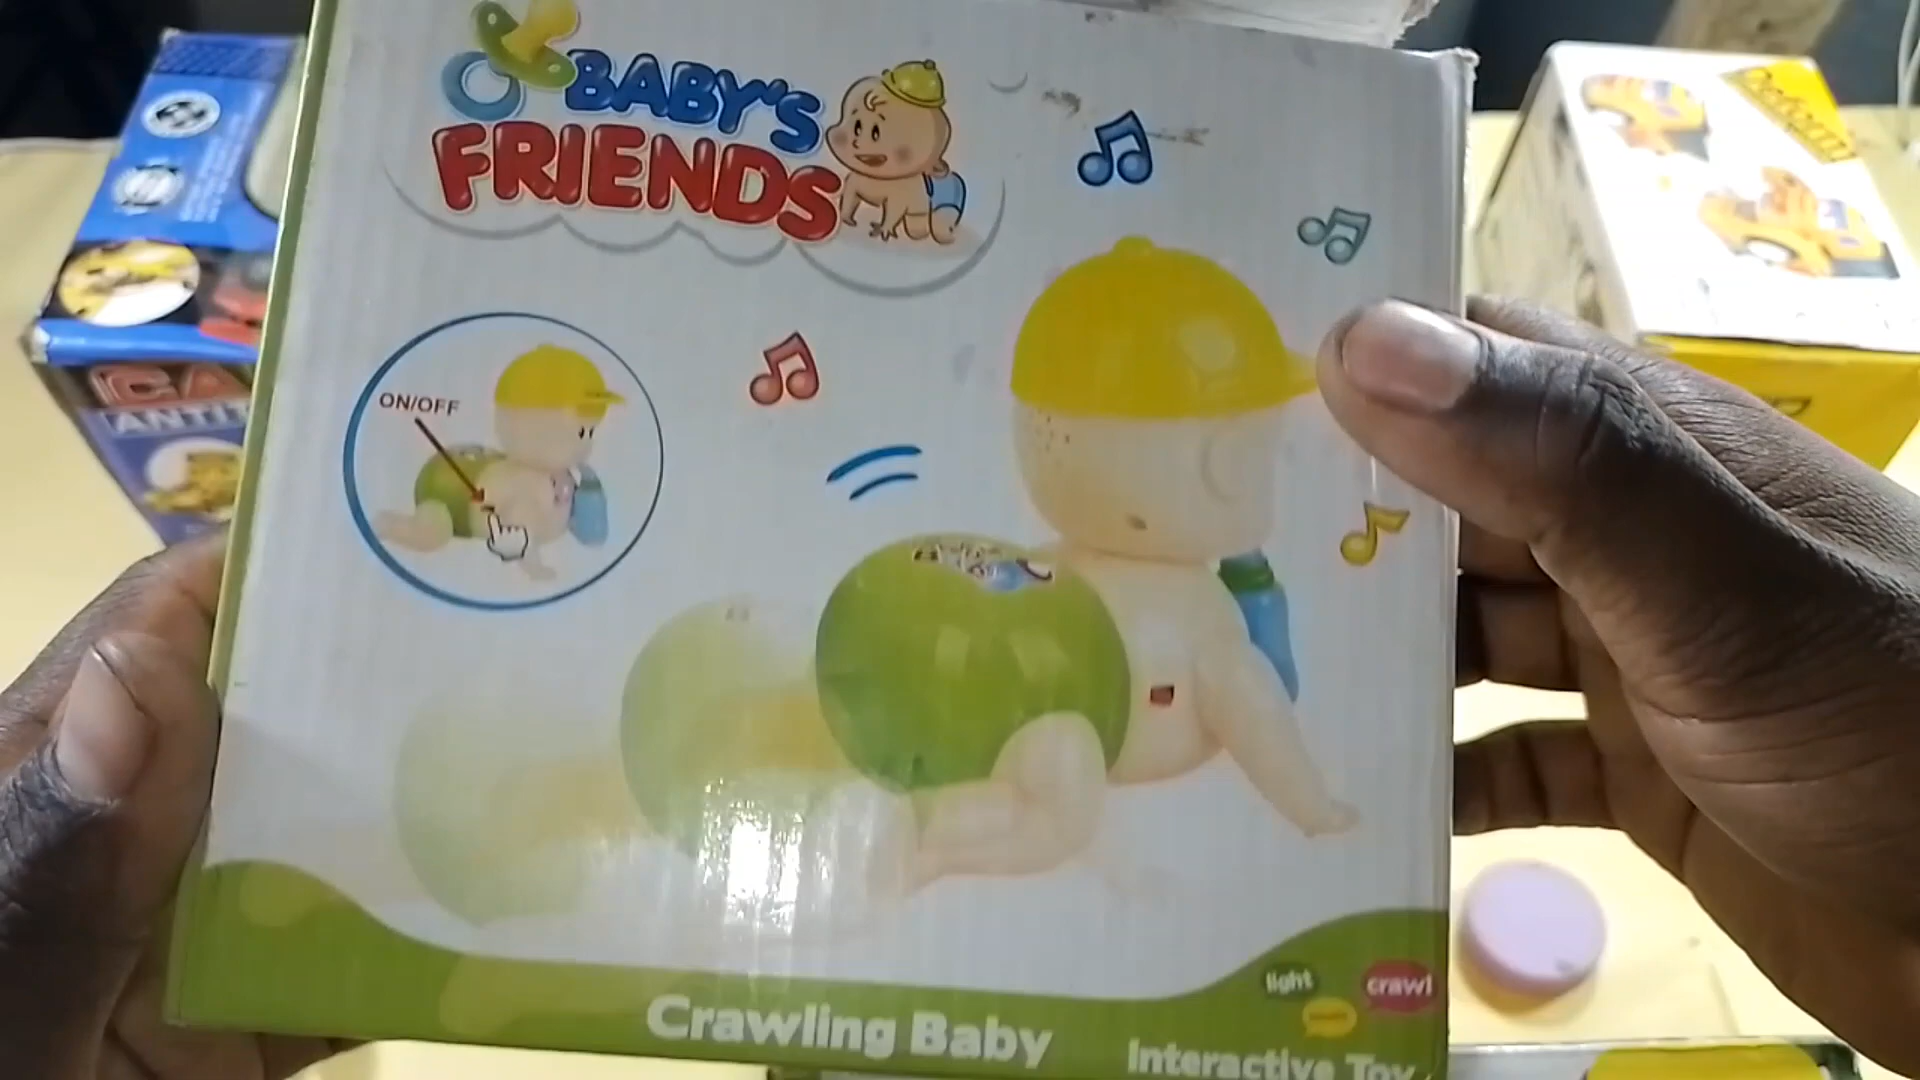 BABY'S
FRIENDS
ON/OFF
light
crawl
Crawling Baby
Interactive Toy